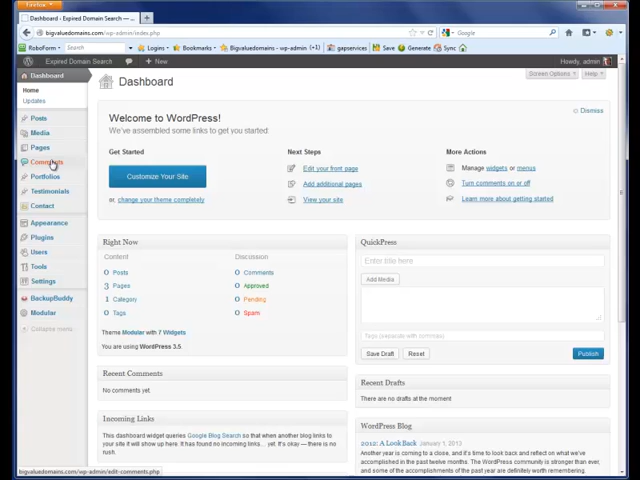 Firefox
Dashboard - Expired Domain Search — ...
bigvaluedomains.com/wp-admin/index.php
Google
RoboForm
Search
Logins
Bookmarks
Bigvaluedomains - wp-admin (+1)
gapservices
Save
Generate
Sync
Expired Domain Search
+ New
Howdy, admin
Screen Options
Help
Dashboard
Home
Updates
Posts
Media
Pages
Comments
Portfolios
Testimonials
Contact
Appearance
Plugins
Users
Tools
Settings
BackupBuddy
Modular
Collapse menu
Dashboard
Dismiss
Welcome to WordPress!
We've assembled some links to get you started:
Get Started
Customize Your Site
or change your theme completely
Next Steps
Edit your front page
Add additional pages
View your site
More Actions
Manage widgets or menus
Turn comments on or off
Learn more about getting started
Right Now
Content
Discussion
0 Posts
0 Comments
3 Pages
0 Approved
1 Category
0 Pending
0 Tags
0 Spam
Theme Modular with 7 Widgets
You are using WordPress 3.5.
Recent Comments
No comments yet.
Incoming Links
This dashboard widget queries Google Blog Search so that when another blog links to
your site it will show up here. It has found no incoming links... yet. It's okay — there is no
rush.
QuickPress
Enter title here
Add Media
Tags (separate with commas)
Save Draft
Reset
Publish
Recent Drafts
There are no drafts at the moment
WordPress Blog
2012: A Look Back January 1, 2013
Another year is coming to a close, and it's time to look back and reflect on what we've
accomplished in the past twelve months. The WordPress community is stronger than ever,
and some of the accomplishments of the past year are definitely worth remembering.
bigvaluedomains.com/wp-admin/edit-comments.php